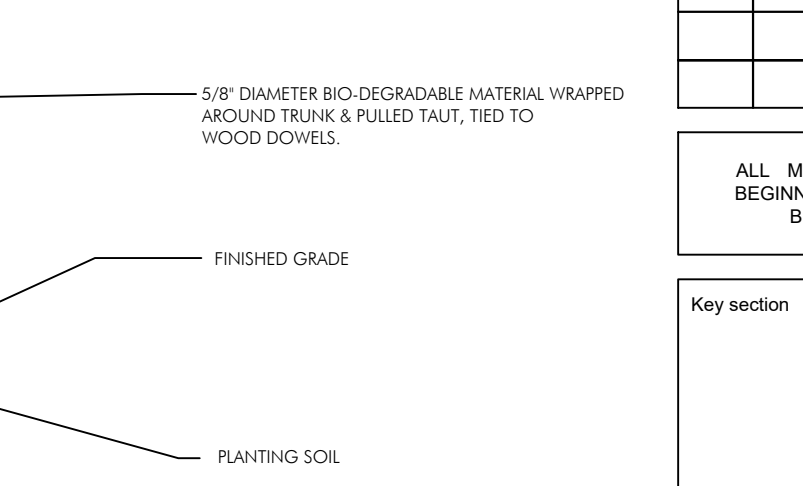 5/8" DIAMETER BIO-DEGRADABLE MATERIAL WRAPPED
AROUND TRUNK & PULLED TAUT, TIED TO
WOOD DOWELS.
FINISHED GRADE
PLANTING SOIL
ALL
Key section